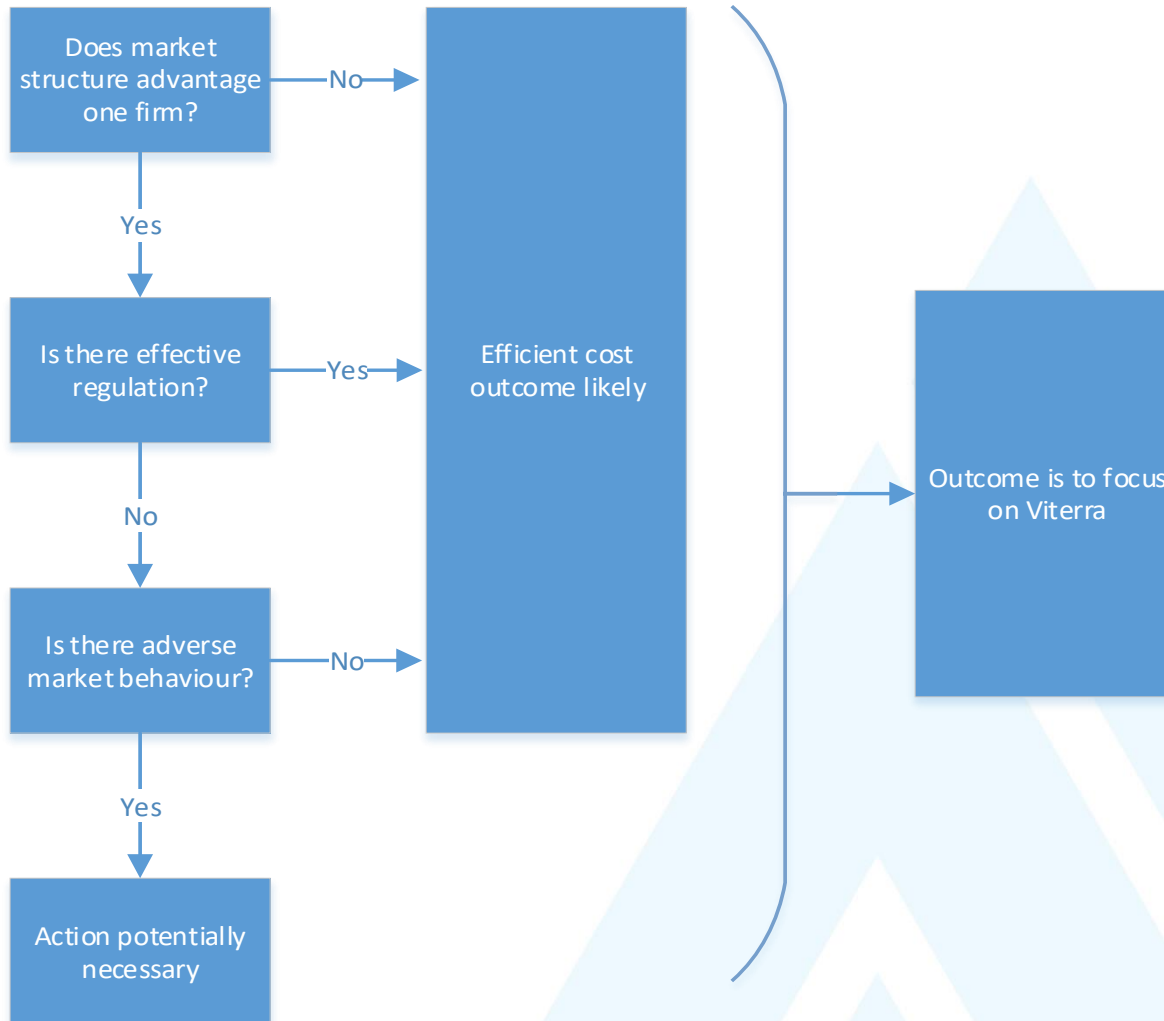 Does market
structure advantage
one firm?
No
Yes
Is there effective
regulation?
Yes
Efficient cost
outcome likely
No
Is there adverse
market behaviour?
No
Yes
Action potentially
necessary
Outcome is to focus
on Viterra